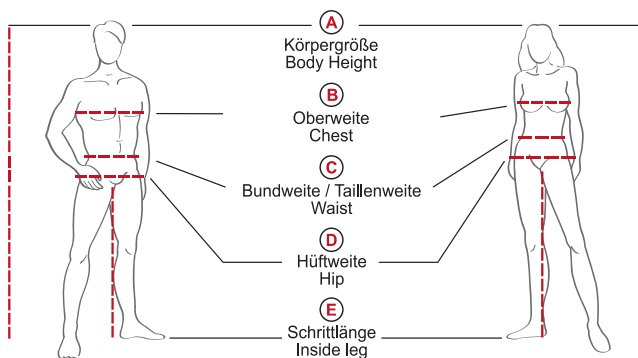 A
Körpergröße
Body Height
B
Oberweite
Chest
C
Bundweite / Taillenweite
Waist
D
Hüftweite
Hip
E
Schrittlänge
Inside leg